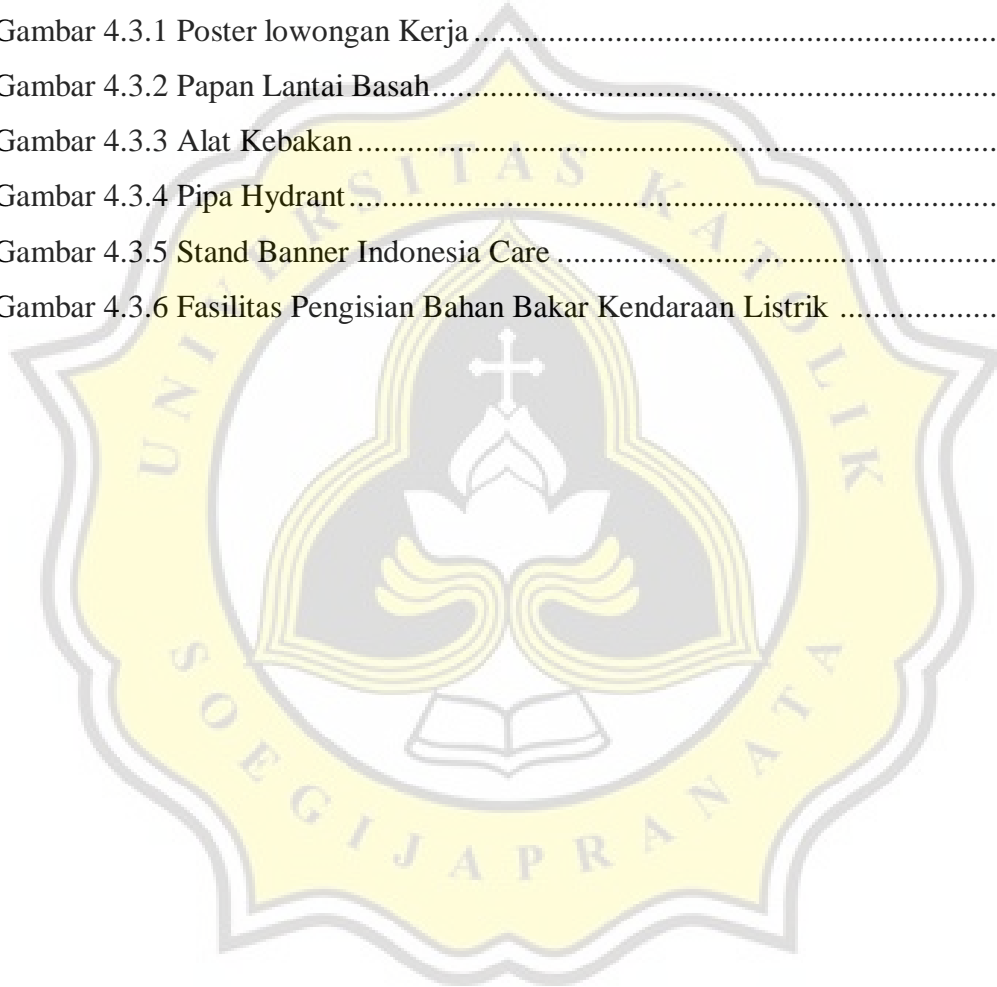 Gambar 4.3.1 Poster lowongan Kerja ................................................................
Gambar 4.3.2 Papan Lantai Basah.....................................................................
Gambar 4.3.3 Alat Kebakan ..............................................................................
Gambar 4.3.4 Pipa Hydrant ...............................................................................
Gambar 4.3.5 Stand Banner Indonesia Care .....................................................
Gambar 4.3.6 Fasilitas Pengisian Bahan Bakar Kendaraan Listrik ...................
UNIVERSITAS KATOLIK
SOEGIJAPRANATA